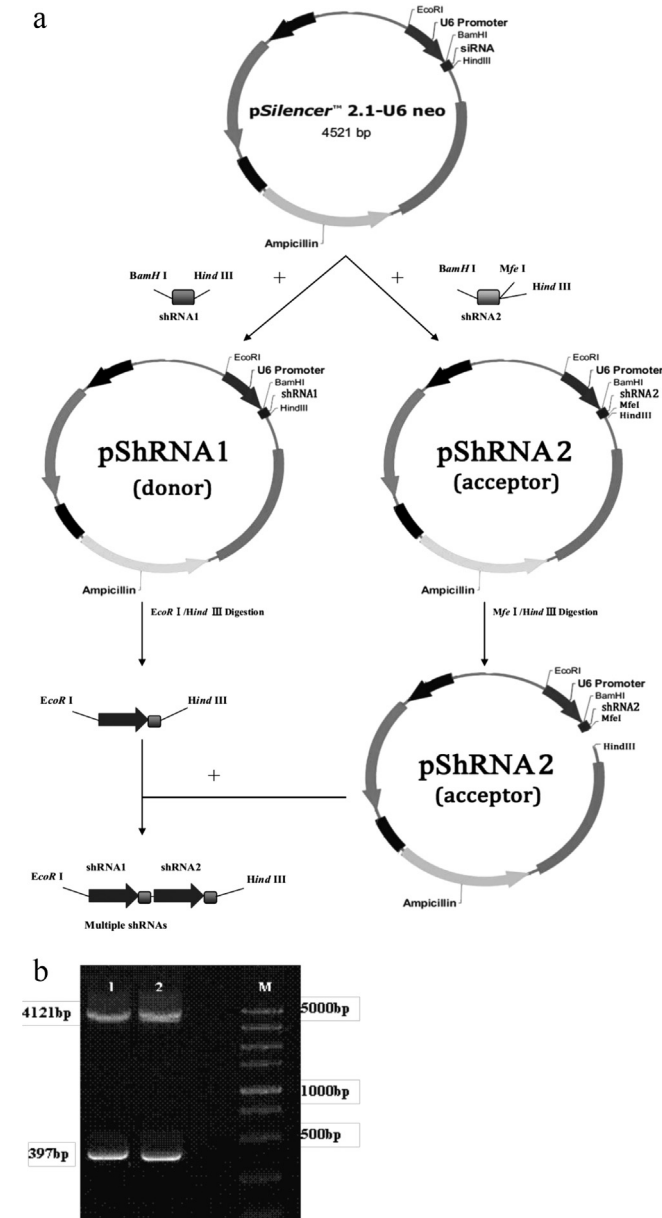 a
EcoRI
U6 Promoter
BamHI
siRNA
HindIII
pSilencer™ 2.1-U6 neo
4521 bp
Ampicillin
BamH I Hind III
shRNA1
+
+
BamH I Mfe I
Hind III
shRNA2
EcoRI
U6 Promoter
BamHI
shRNA1
HindIII
pShRNA1
(donor)
Ampicillin
EcoRI
U6 Promoter
BamHI
shRNA2
MfeI
HindIII
pShRNA2
(acceptor)
Ampicillin
EcoR I /Hind III Digestion
Mfe I /Hind III Digestion
EcoR I Hind III
EcoRI
U6 Promoter
BamHI
shRNA2
MfeI
HindIII
pShRNA2
(acceptor)
Ampicillin
+
shRNA1 shRNA2
EcoR I Hind III
Multiple shRNAs
b
1 2 M
4121bp 5000bp
1000bp
500bp
397bp